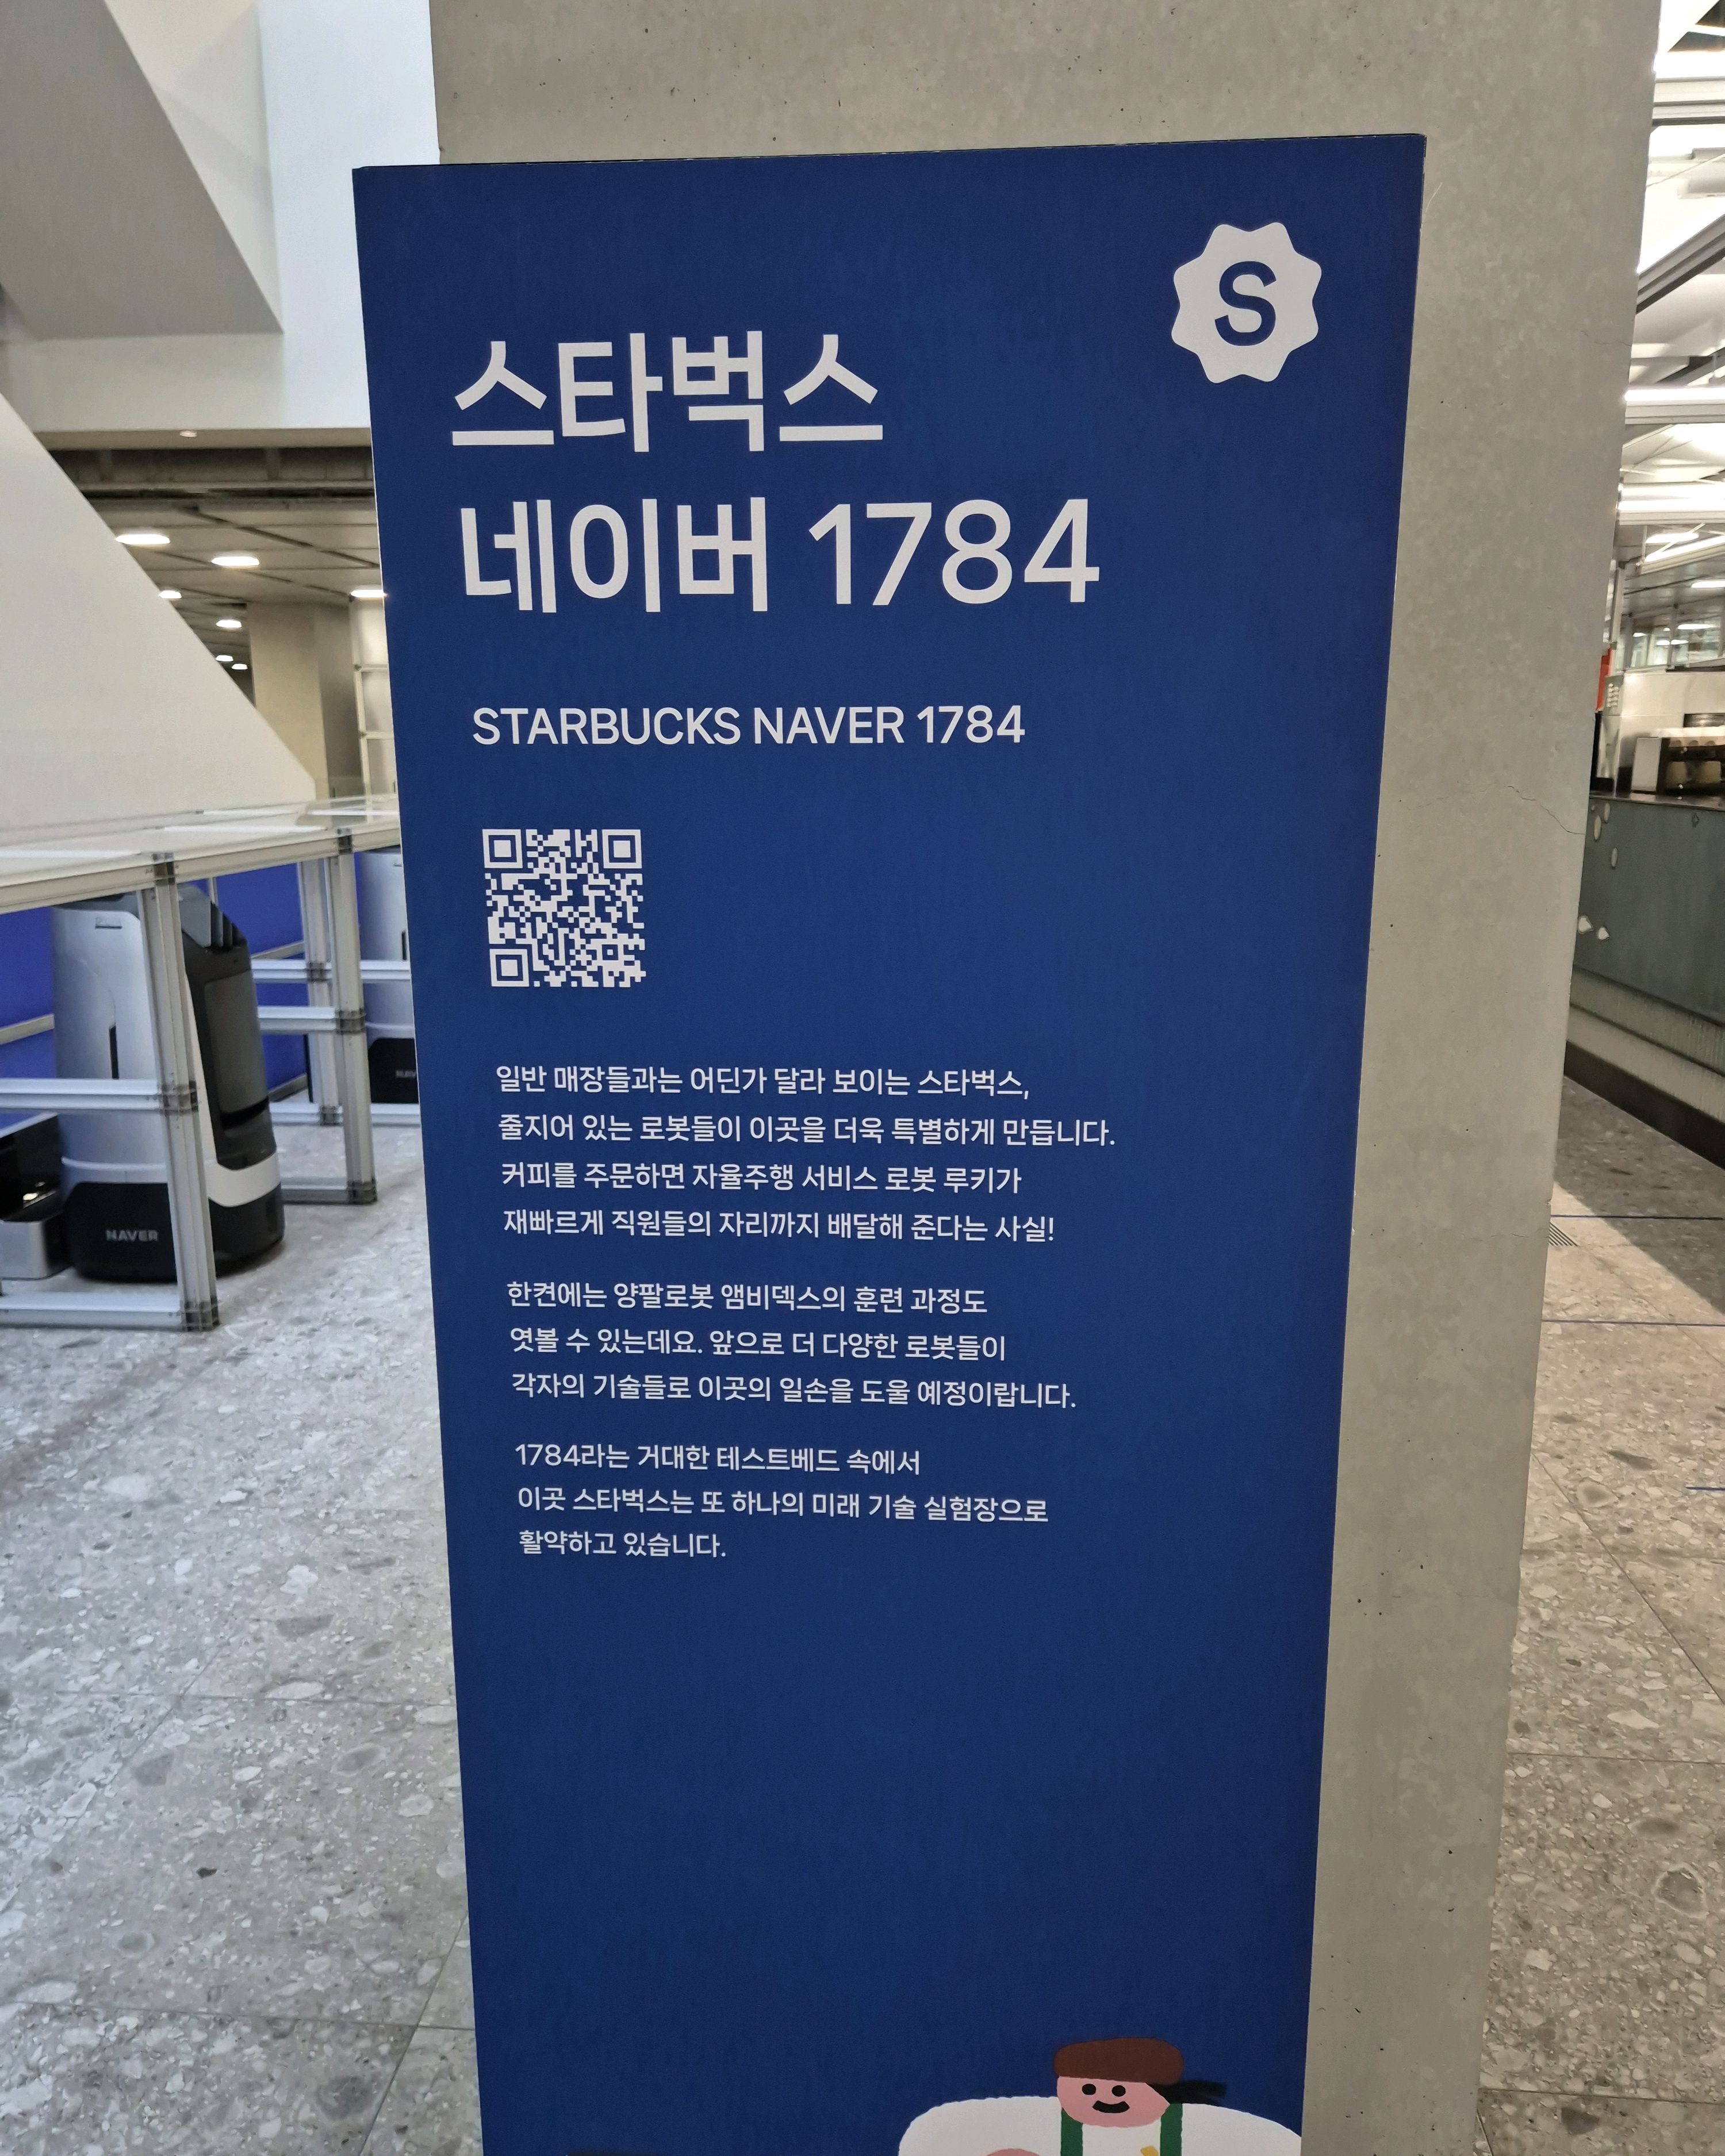 S
스타벅스
네이버 1784
STARBUCKS NAVER 1784
일반 매장들과는 어딘가 달라 보이는 스타벅스,
줄지어 있는 로봇들이 이곳을 더욱 특별하게 만듭니다.
커피를 주문하면 자율주행 서비스 로봇 루키가
재빠르게 직원들의 자리까지 배달해 준다는 사실!
한켠에는 양팔로봇 앰비덱스의 훈련 과정도
엿볼 수 있는데요. 앞으로 더 다양한 로봇들이
각자의 기술들로 이곳의 일손을 도울 예정이랍니다.
1784라는 거대한 테스트베드 속에서
이곳 스타벅스는 또 하나의 미래 기술 실험장으로
활약하고 있습니다.
NAVER